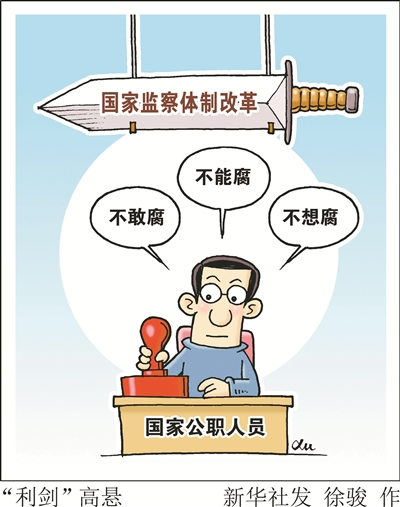 国家监察体制改革
不能腐
不敢腐
不想腐
国家公职人员
“利剑”高悬 新华社发 徐骏 作